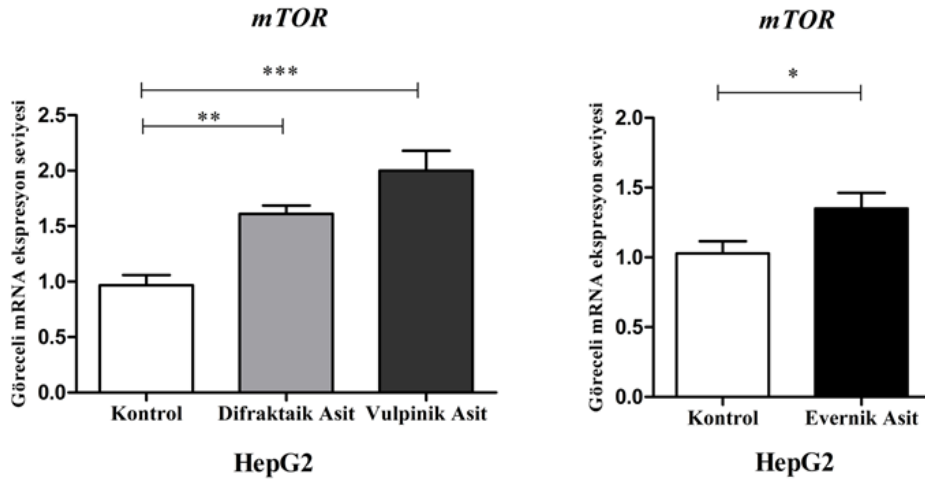 mTOR
***
**
Göreceli mRNA ekspresyon seviyesi
2.5
2.0
1.5
1.0
0.5
0.0
Kontrol Difraktaik Asit Vulpinik Asit
HepG2
mTOR
*
Göreceli mRNA ekspresyon seviyesi
2.0
1.5
1.0
0.5
0.0
Kontrol Evernik Asit
HepG2